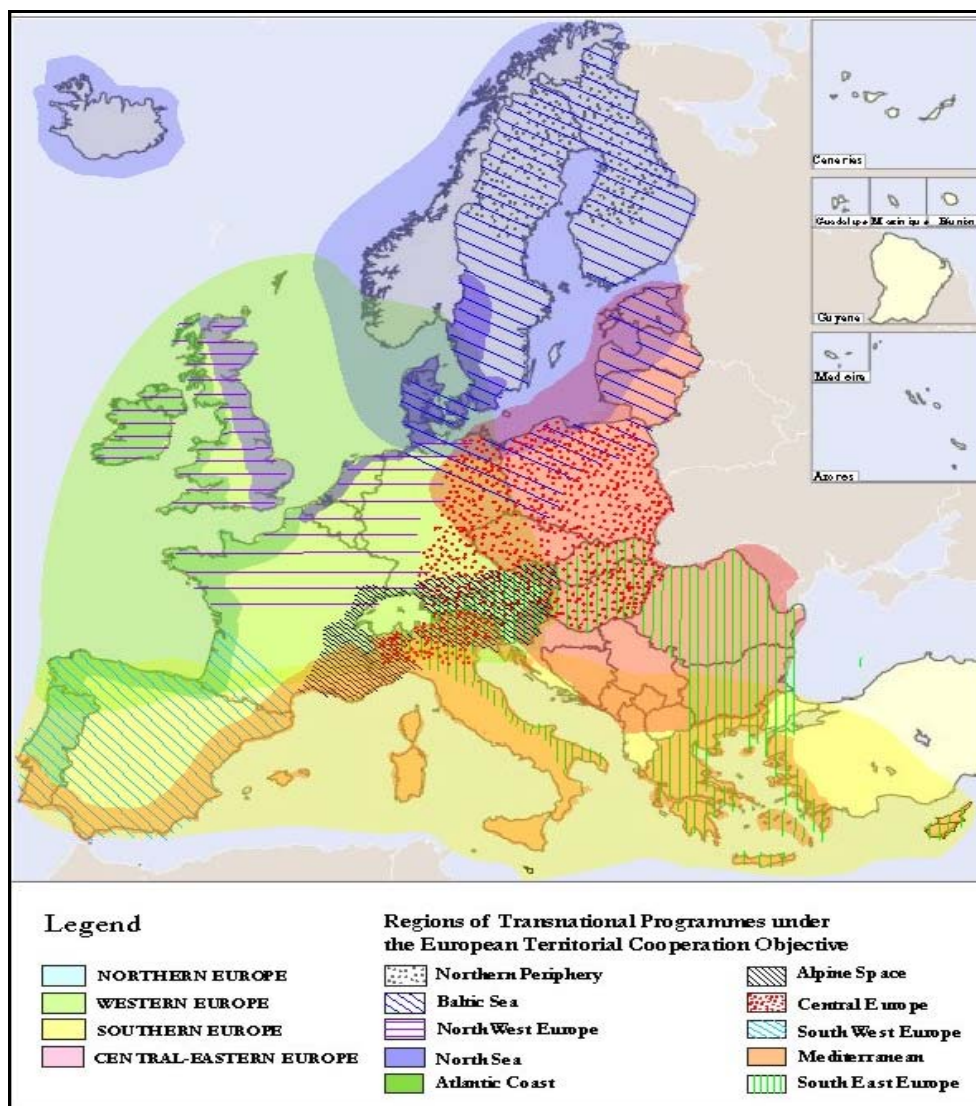 Canaries
Guadalupe Martinique Réunion
Guyane
Madeira
Azores
Legend
NORTHERN EUROPE
WESTERN EUROPE
SOUTHERN EUROPE
CENTRAL-EASTERN EUROPE
Regions of Transnational Programmes under
the European Territorial Cooperation Objective
Northern Periphery
Baltic Sea
North West Europe
North Sea
Atlantic Coast
Alpine Space
Central Europe
South West Europe
Mediterranean
South East Europe